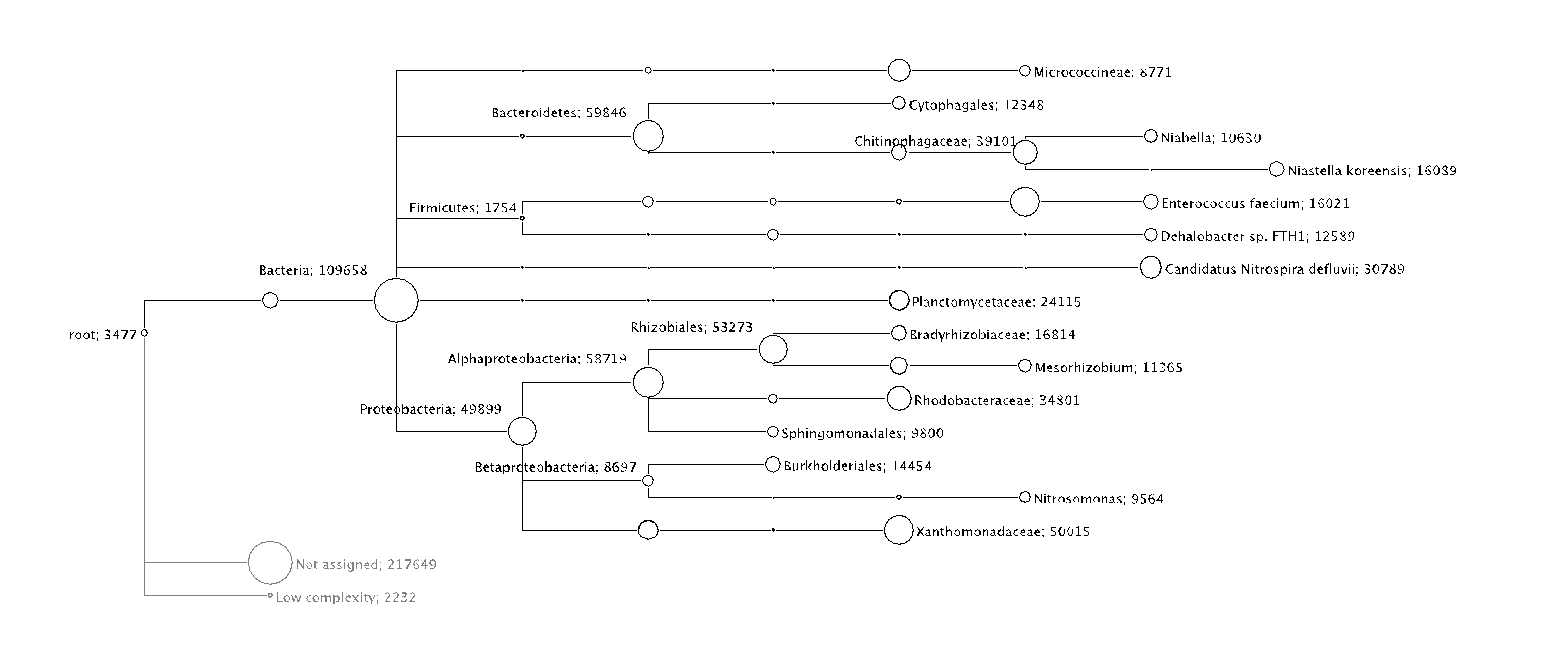 Micrococcineae; 8771
Cytophagales; 12348
Bacteroidetes; 59846
Chitinophagaceae; 39101
Niabella; 10630
Niastella koreensis; 16089
Enterococcus faecium; 16021
Firmicutes; 1754
Dehalobacter sp. FTH1; 12589
Candidatus Nitrospira defluvii; 30789
Bacteria; 109658
Planctomycetaceae; 24115
Rhizobiales; 53273
root; 3477
Bradyrhizobiaceae; 16814
Alphaproteobacteria; 58719
Mesorhizobium; 11365
Rhodobacteraceae; 34801
Proteobacteria; 49899
Sphingomonadales; 9800
Betaproteobacteria; 8697
Burkholderiales; 14454
Nitrosomonas; 9564
Xanthomonadaceae; 50015
Not assigned; 217649
Low complexity; 2232